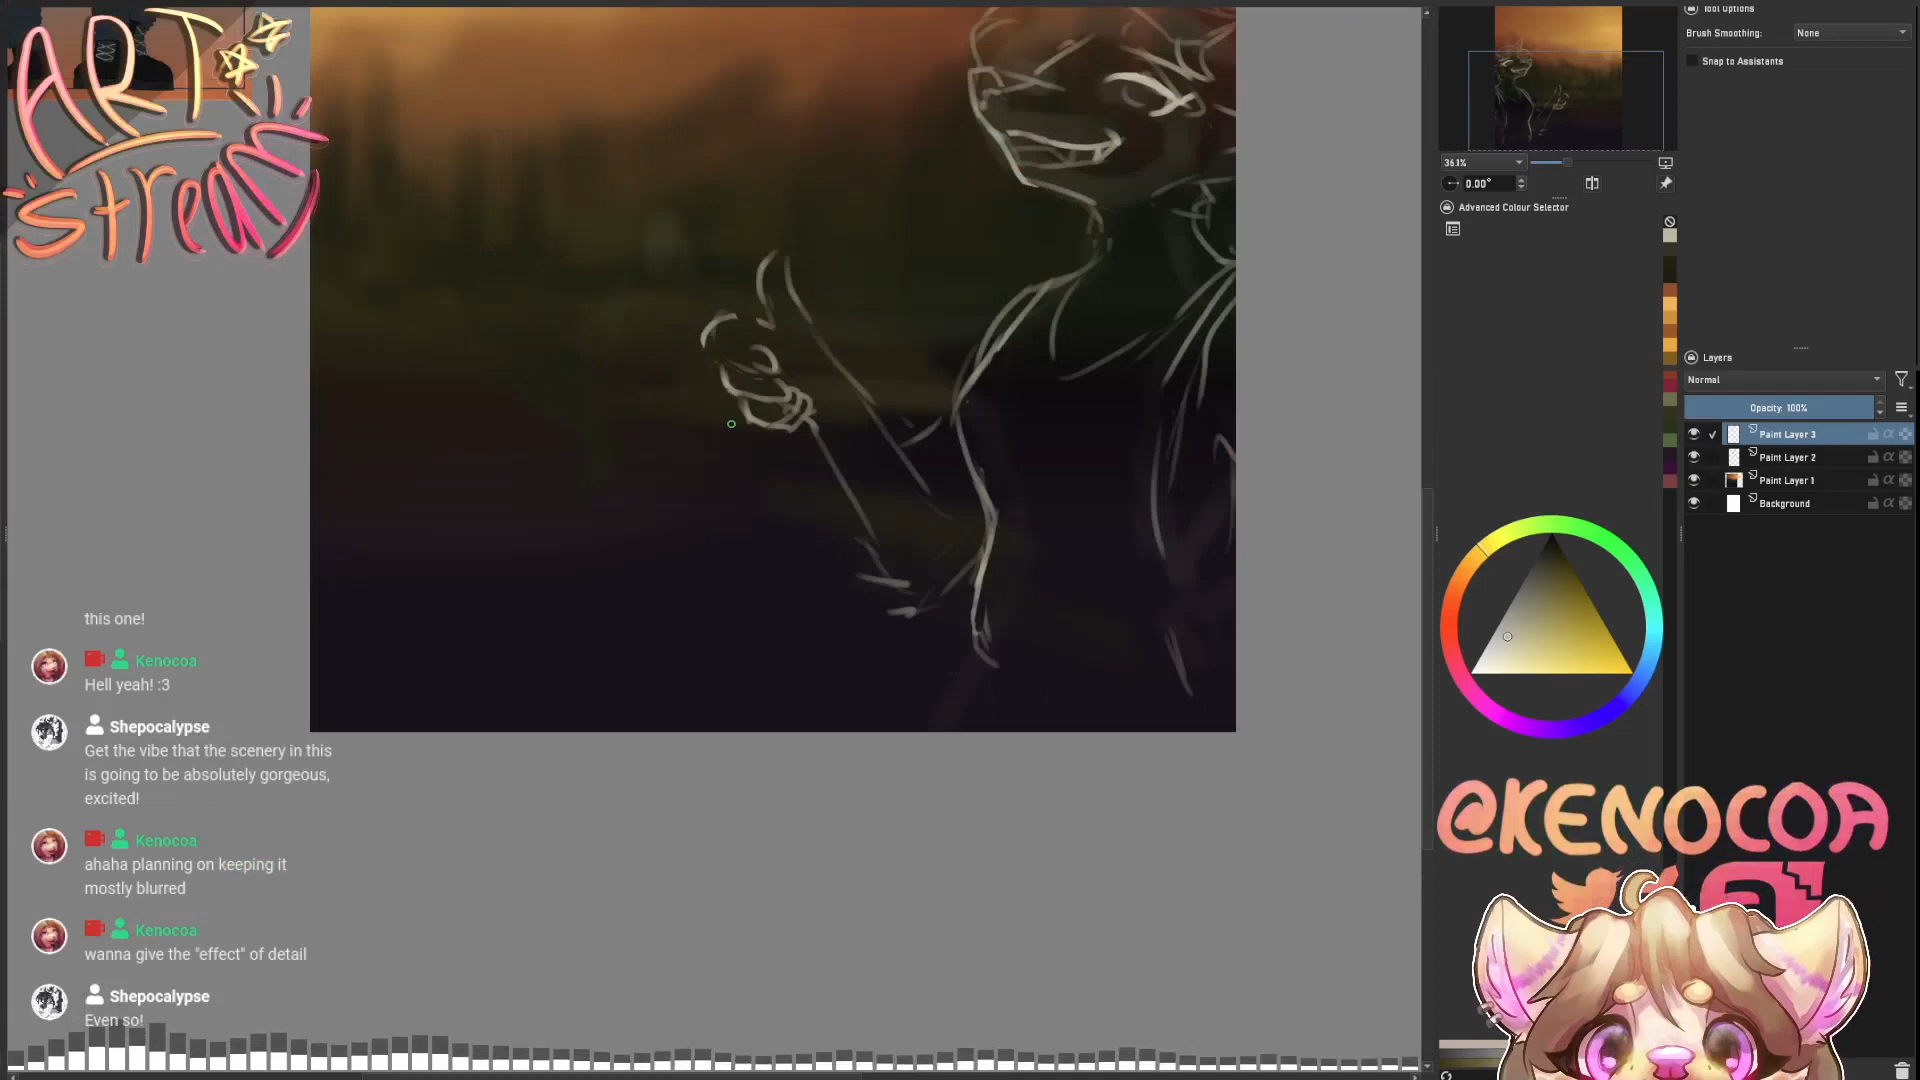 ART
stream
this one!
Kenocoa
Hell yeah! :3
Shepocalypse
Get the vibe that the scenery in this
is going to be absolutely gorgeous,
excited!
Kenocoa
ahaha planning on keeping it
mostly blurred
Kenocoa
wanna give the "effect" of detail
Shepocalypse
Even so!
36.1%
0.00°
Advanced Colour Selector
Tool Options
Brush Smoothing:
None
Snap to Assistants
Layers
Normal
Opacity: 100%
Paint Layer 3
Paint Layer 2
Paint Layer 1
Background
@KENOCOA